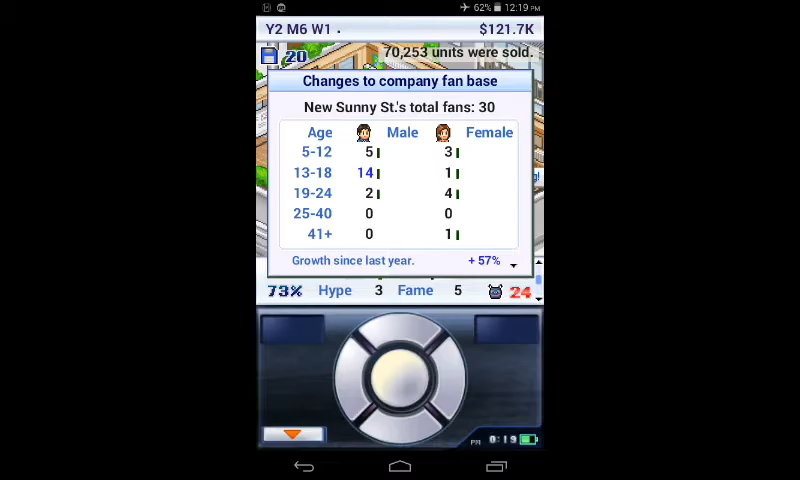 62% 12:19 PM
Y2 M6 W1 $121.7K
20 70,253 units were sold.
Changes to company fan base
New Sunny St.'s total fans: 30
Age Male Female
5-12 5 3
13-18 14 1
19-24 2 4
25-40 0 0
41+ 0 1
Growth since last year. + 57%
73% Hype 3 Fame 5 24
PM 0:19